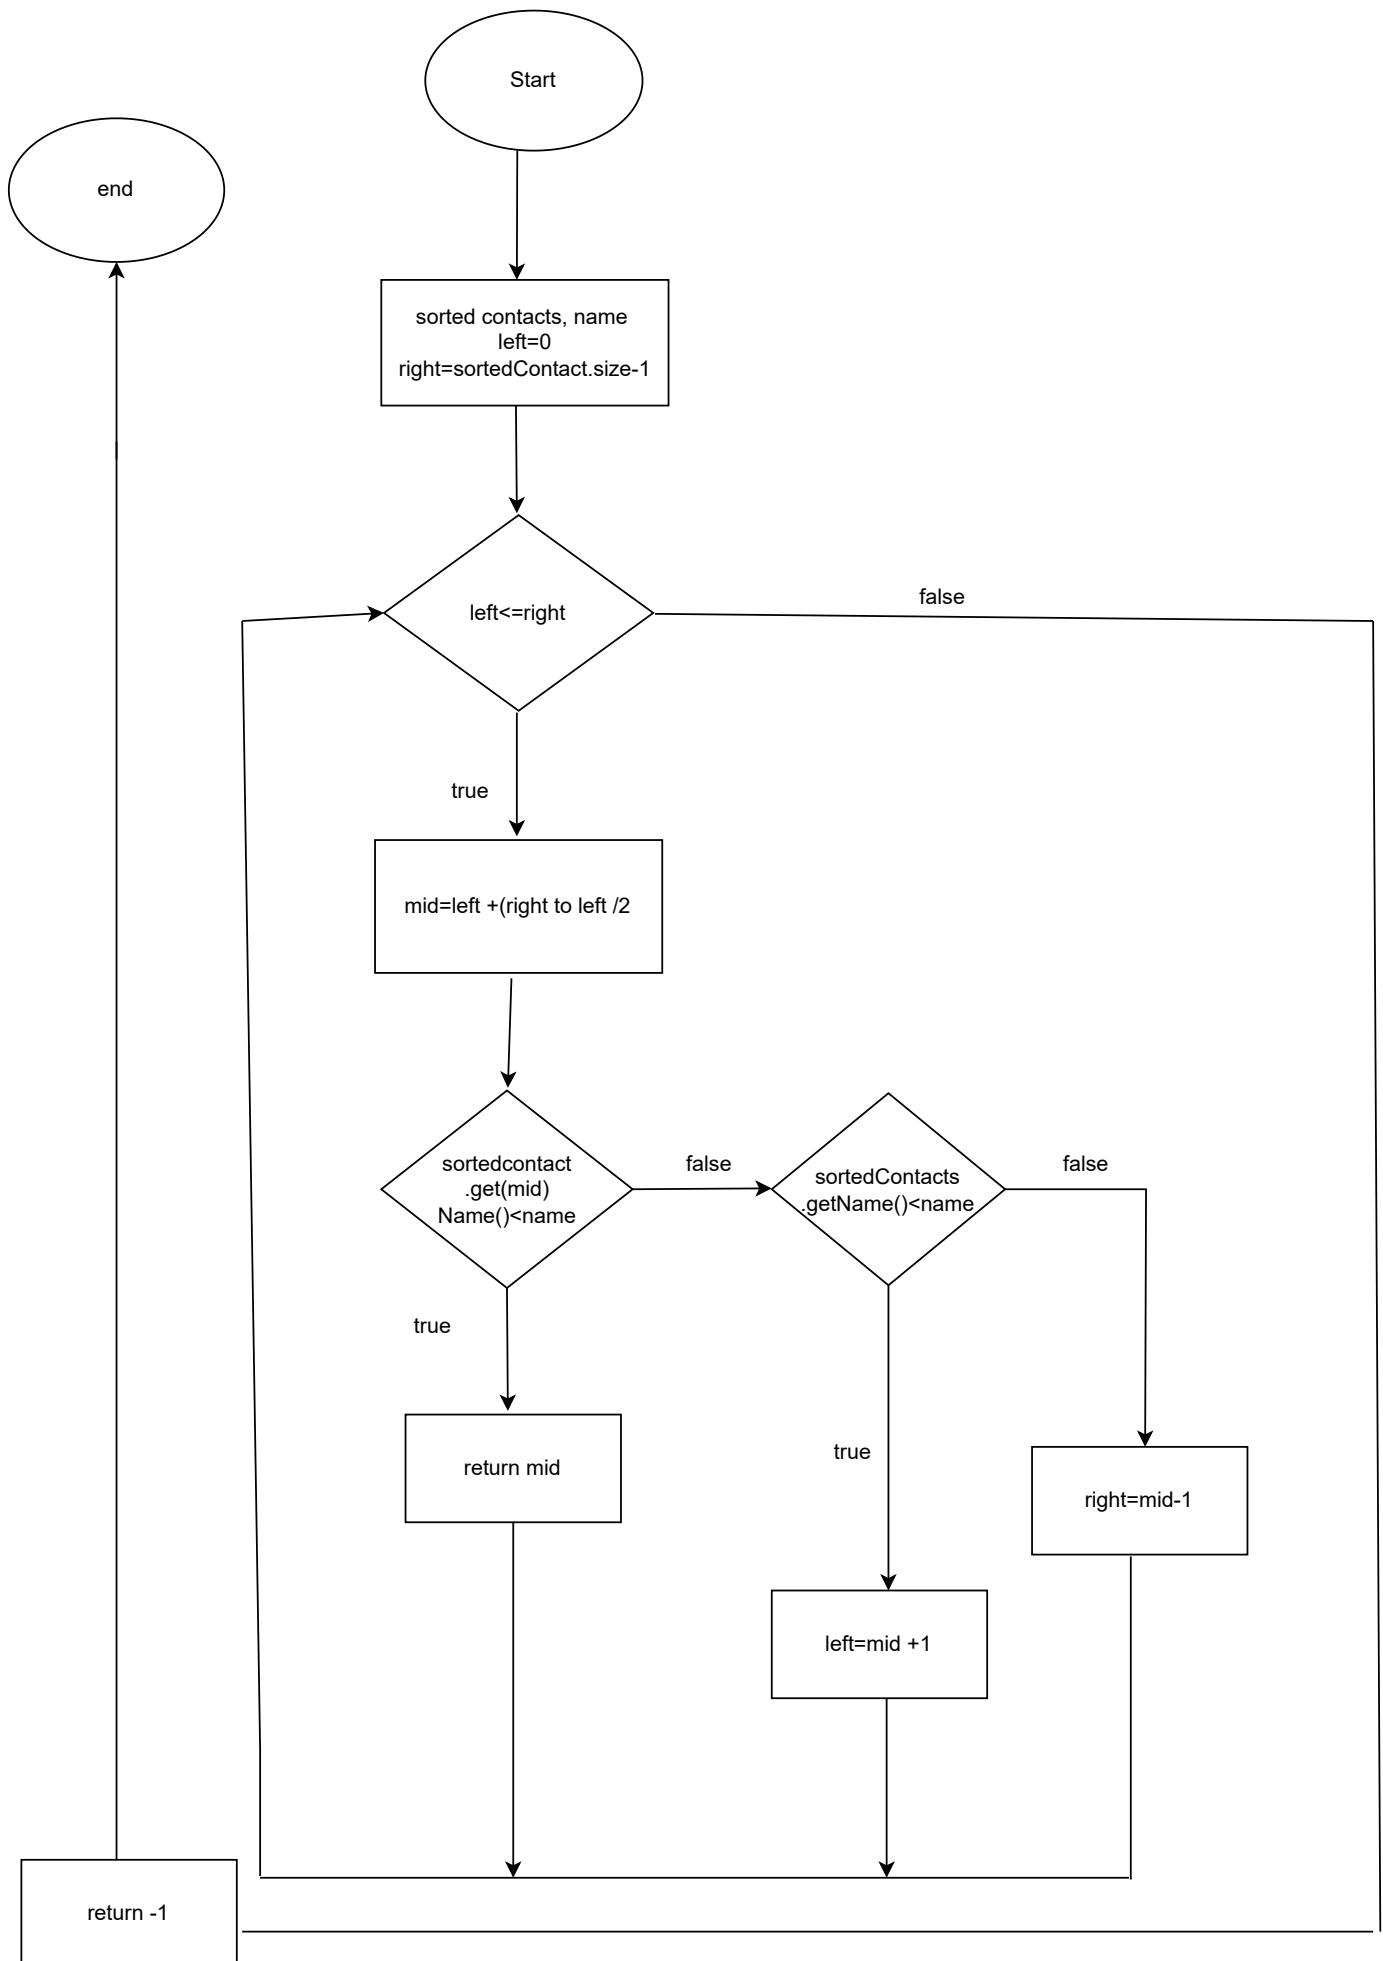 Start
end
sorted contacts, name
left=0
right=sortedContact.size-1
left<=right
false
true
mid=left +(right to left /2
sortedcontact
.get(mid)
Name()<name
false
sortedContacts
.getName()<name
false
true
return mid
true
right=mid-1
left=mid +1
return -1